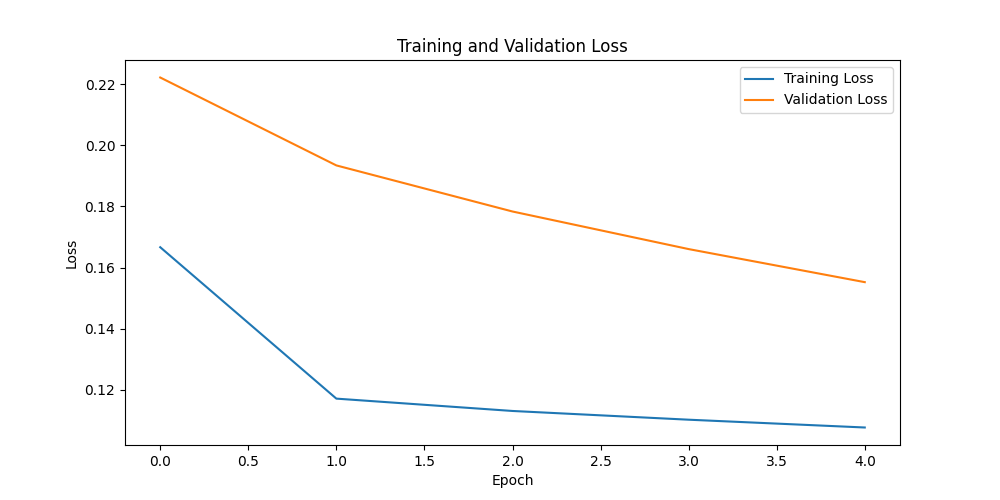 Training and Validation Loss
Training Loss
Validation Loss
0.22
0.20
0.18
0.16
0.14
0.12
Loss
0.0 0.5 1.0 1.5 2.0 2.5 3.0 3.5 4.0
Epoch